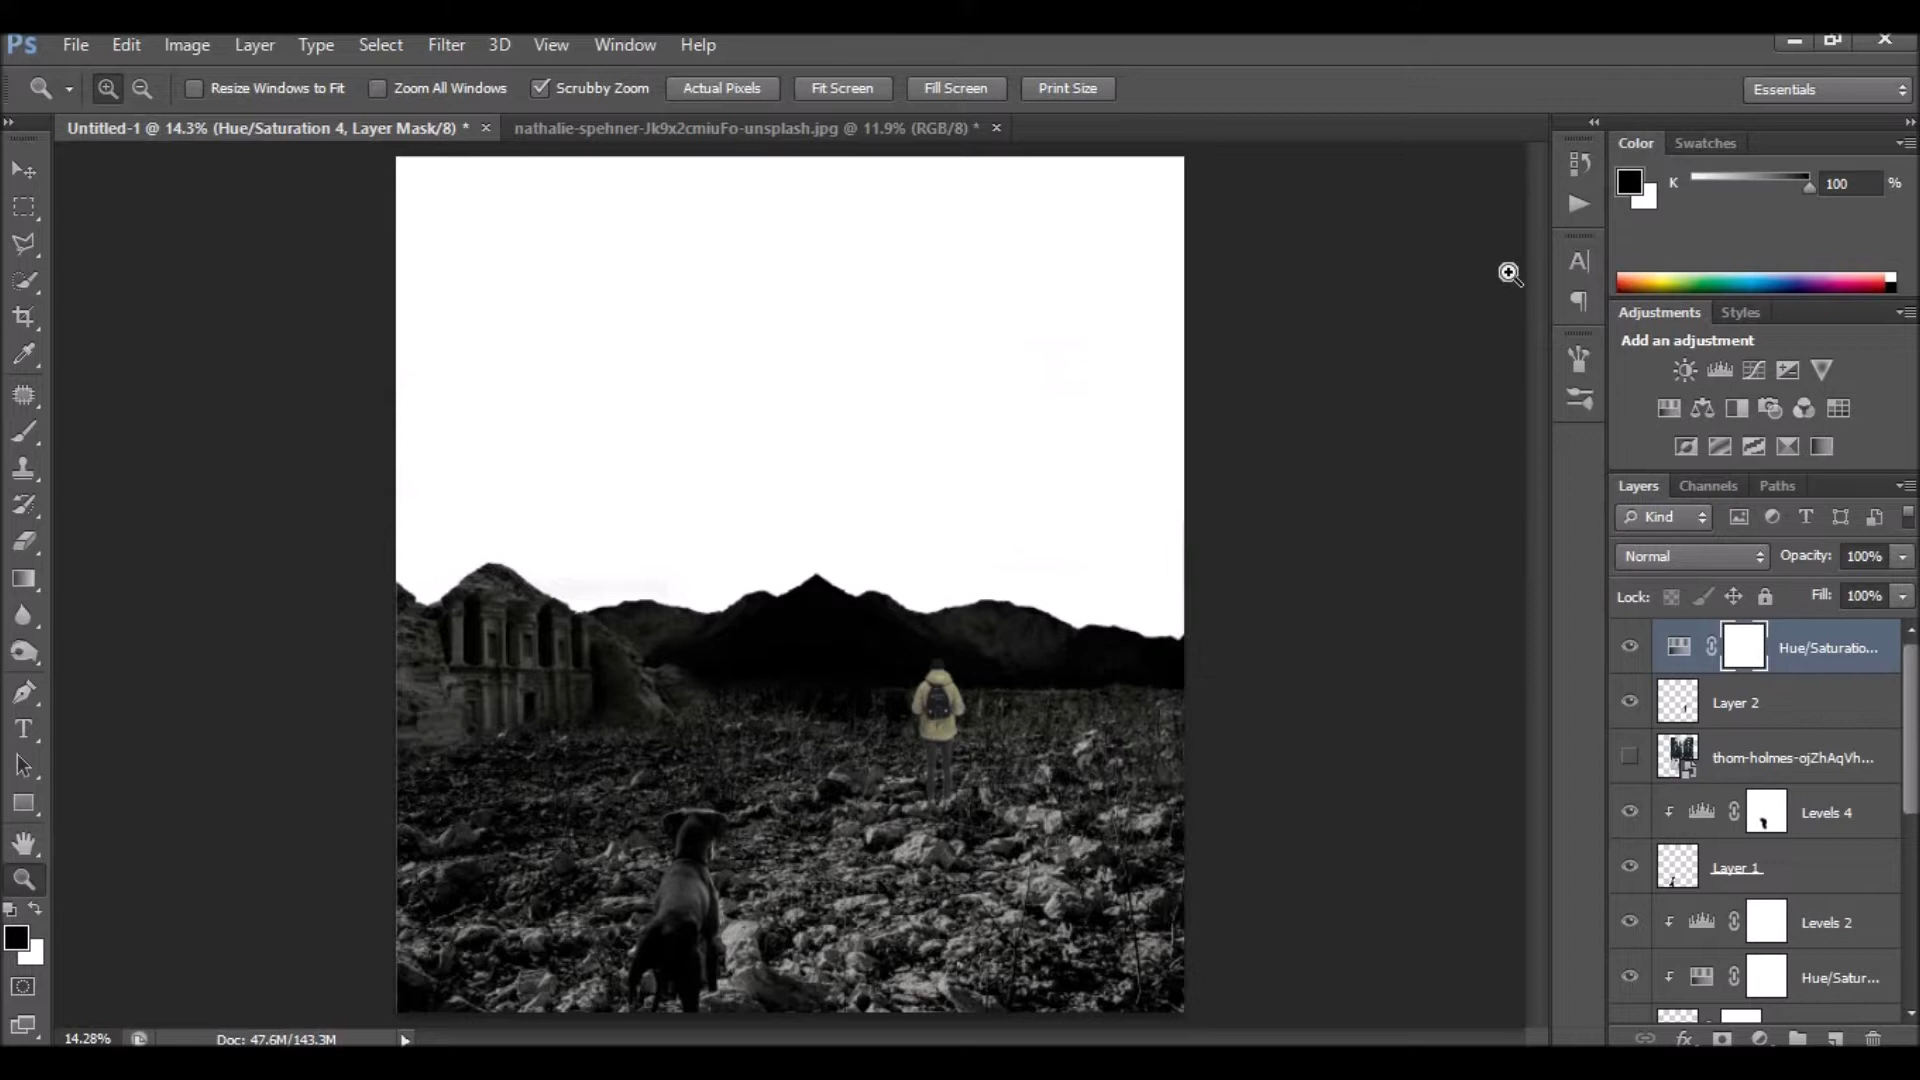 Ps File Edit Image Layer Type Select Filter 3D View Window Help
Resize Windows to Fit Zoom All Windows Scrubby Zoom Actual Pixels Fit Screen Fill Screen Print Size Essentials
Untitled-1 @ 14.3% (Hue/Saturation 4, Layer Mask/8) * × nathalie-spehner-Jk9x2cmiuFo-unsplash.jpg @ 11.9% (RGB/8) * ×
Color Swatches
K 100 %
Adjustments Styles
Add an adjustment
Layers Channels Paths
Kind
Normal Opacity: 100%
Lock: Fill: 100%
Hue/Saturatio...
Layer 2
thom-holmes-ojZhAqVh...
Levels 4
Layer 1
Levels 2
Hue/Satur...
14.28% Doc: 47.6M/143.3M